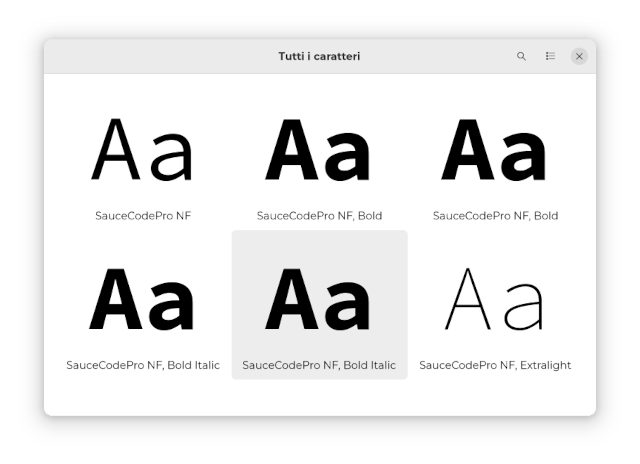 Tutti i caratteri
Aa Aa Aa
SauceCodePro NF SauceCodePro NF, Bold SauceCodePro NF, Bold
Aa Aa Aa
SauceCodePro NF, Bold Italic SauceCodePro NF, Bold Italic SauceCodePro NF, Extralight